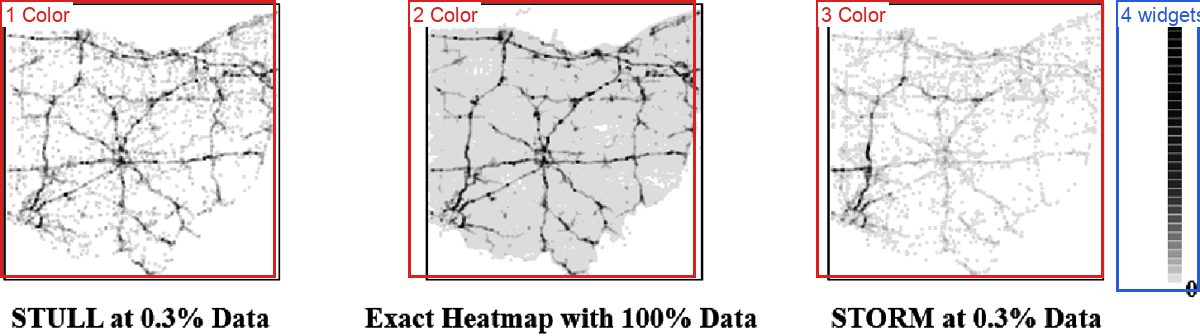 1 Color
2 Color
3 Color
4 widgets
0
STULL at 0.3% Data
Exact Heatmap with 100% Data
STORM at 0.3% Data